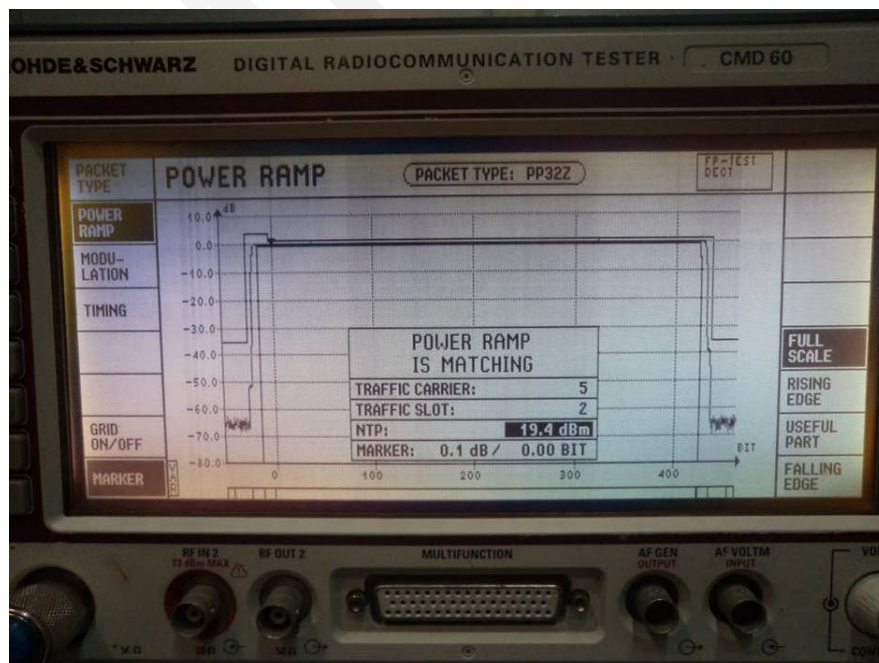 OHDE&SCHWARZ DIGITAL RADIOCOMMUNICATION TESTER · CMD 60
PACKET TYPE
POWER RAMP
PACKET TYPE: PP32Z
FP-TEST
DECT
POWER RAMP
MODU-
LATION
TIMING
GRID
ON/OFF
MARKER
dB
10.0
0.0
-10.0
-20.0
-30.0
-40.0
-50.0
-60.0
-70.0
-80.0
POWER RAMP
IS MATCHING
TRAFFIC CARRIER: 5
TRAFFIC SLOT: 2
NTP: 19.4 dBm
MARKER: 0.1 dB / 0.00 BIT
0 100 200 300 400
BIT
FULL
SCALE
RISING
EDGE
USEFUL
PART
FALLING
EDGE
RF IN 2
13 dBm MAX
RF OUT 2
MULTIFUNCTION
AF GEN
OUTPUT
AF VOLTM
INPUT
VO
CON